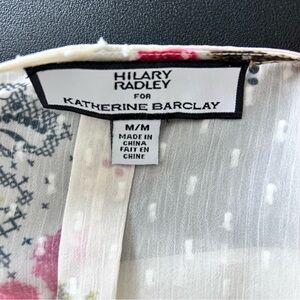 HILARY
RADLEY
FOR
KATHERINE BARCLAY
M/M
MADE IN
CHINA
FAIT EN
CHINE